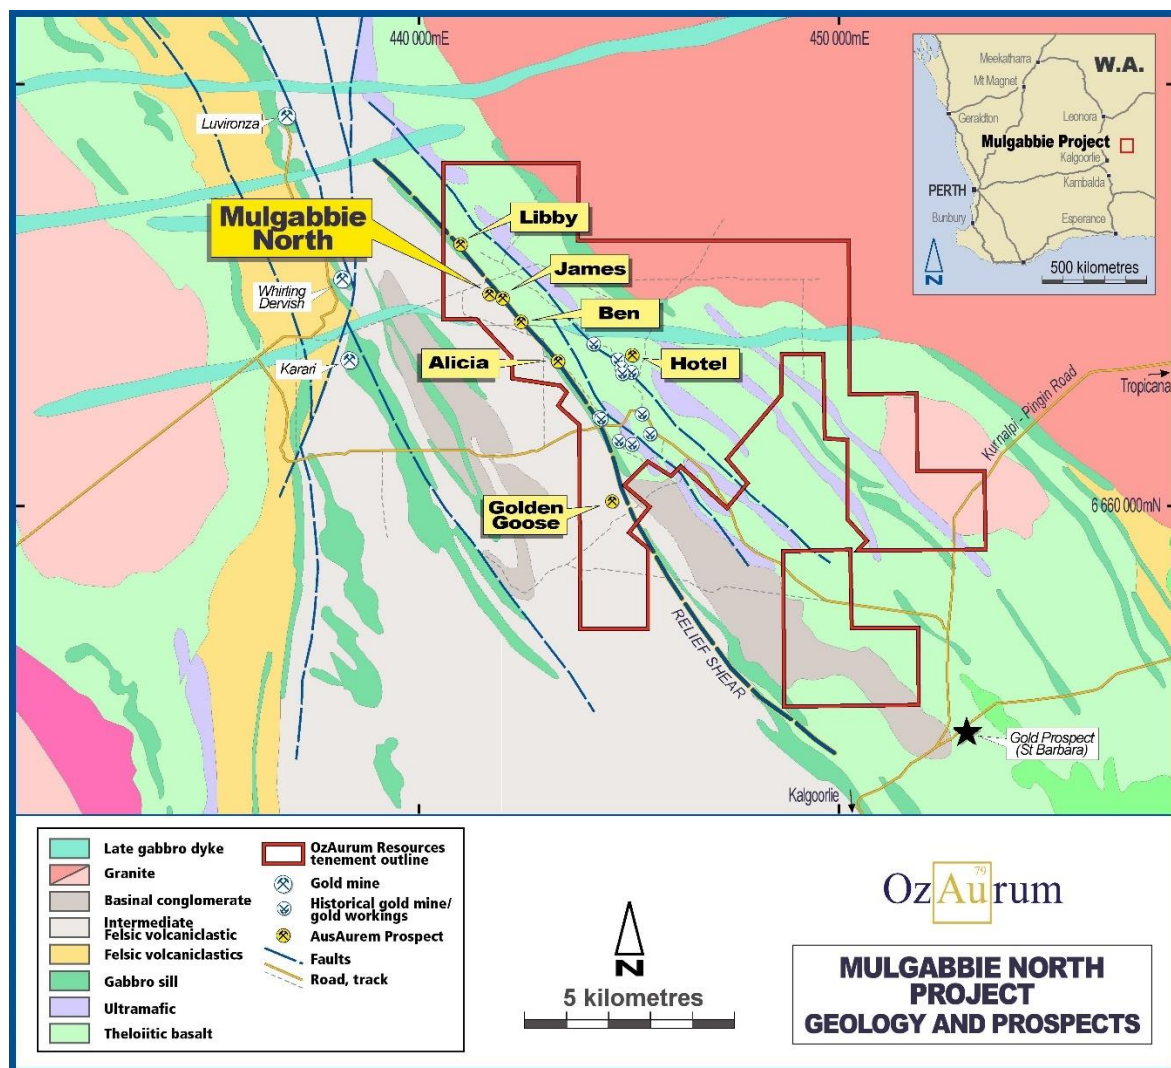 440 000mE
450 000mE
Luvironza
Mulgabbie
North
Libby
James
Ben
Whirling
Dervish
Karari
Alicia
Hotel
Golden
Goose
Kurnalpi - Pingin Road
Tropicana
6 660 000mN
RELIEF SHEAR
Gold Prospect
(St Barbara)
Kalgoorlie
Meekatharra
W.A.
Mt Magnet
Geraldton
Leonora
Mulgabbie Project
Kalgoorlie
PERTH
Kambalda
Bunbury
Esperance
N
500 kilometres
Late gabbro dyke
Granite
Basinal conglomerate
Intermediate
Felsic volcaniclastic
Felsic volcaniclastics
Gabbro sill
Ultramafic
Theloiitic basalt
OzAurum Resources
tenement outline
Gold mine
Historical gold mine/
gold workings
AusAurem Prospect
Faults
Road, track
N
5 kilometres
79
OzAurum
MULGABBIE NORTH
PROJECT
GEOLOGY AND PROSPECTS